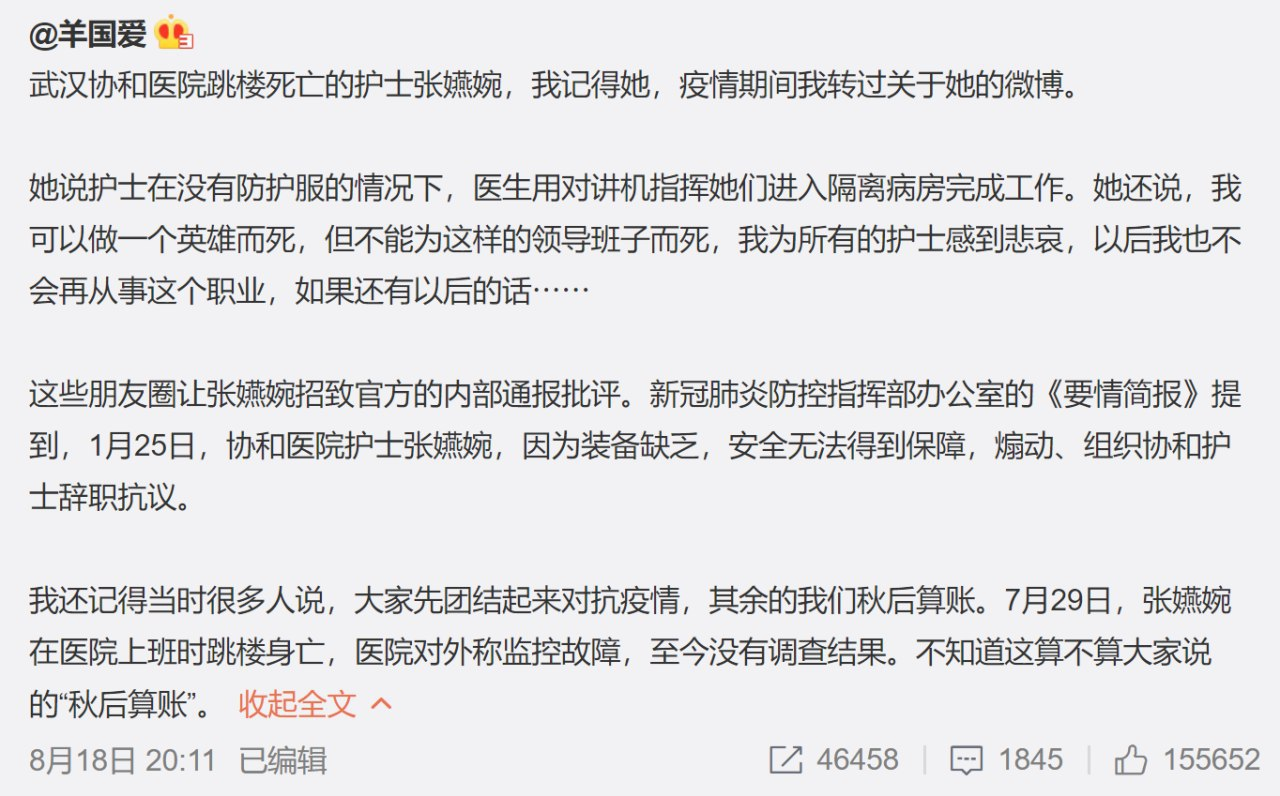 @羊国爱 3
武汉协和医院跳楼死亡的护士张嬿婉，我记得她，疫情期间我转过关于她的微博。
她说护士在没有防护服的情况下，医生用对讲机指挥她们进入隔离病房完成工作。她还说，我
可以做一个英雄而死，但不能为这样的领导班子而死，我为所有的护士感到悲哀，以后我也不
会再从事这个职业，如果还有以后的话……
这些朋友圈让张嬿婉招致官方的内部通报批评。新冠肺炎防控指挥部办公室的《要情简报》提
到，1月25日，协和医院护士张嬿婉，因为装备缺乏，安全无法得到保障，煽动、组织协和护
士辞职抗议。
我还记得当时很多人说，大家先团结起来对抗疫情，其余的我们秋后算账。7月29日，张嬿婉
在医院上班时跳楼身亡，医院对外称监控故障，至今没有调查结果。不知道这算不算大家说
的“秋后算账”。 收起全文
8月18日 20:11 已编辑 46458 1845 155652